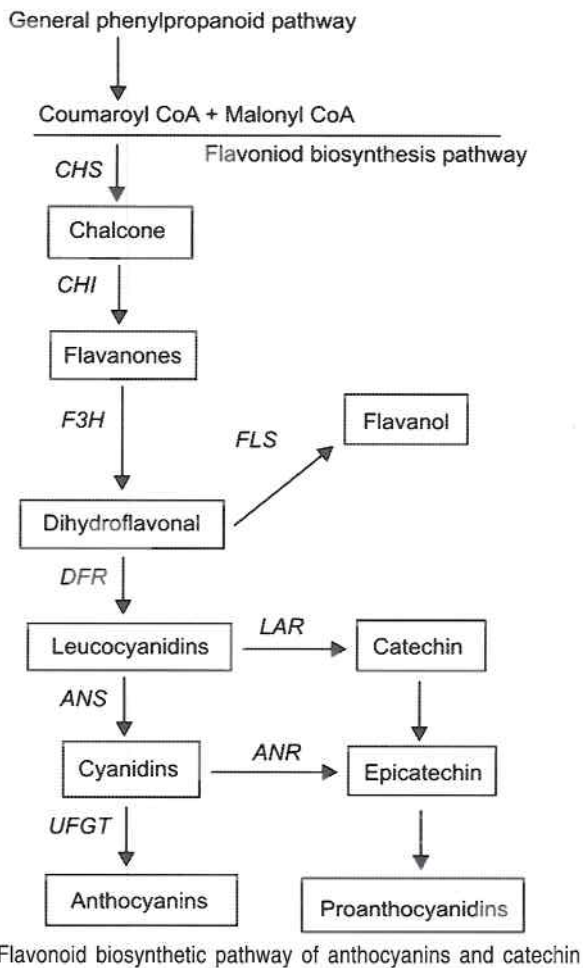 General phenylpropanoid pathway
Coumaroyl CoA + Malonyl CoA
Flavoniod biosynthesis pathway
CHS
Chalcone
CHI
Flavanones
F3H
FLS
Flavanol
Dihydroflavonal
DFR
Leucocyanidins
LAR
Catechin
ANS
Cyanidins
ANR
Epicatechin
UFGT
Anthocyanins
Proanthocyanidins
Flavonoid biosynthetic pathway of anthocyanins and catechin